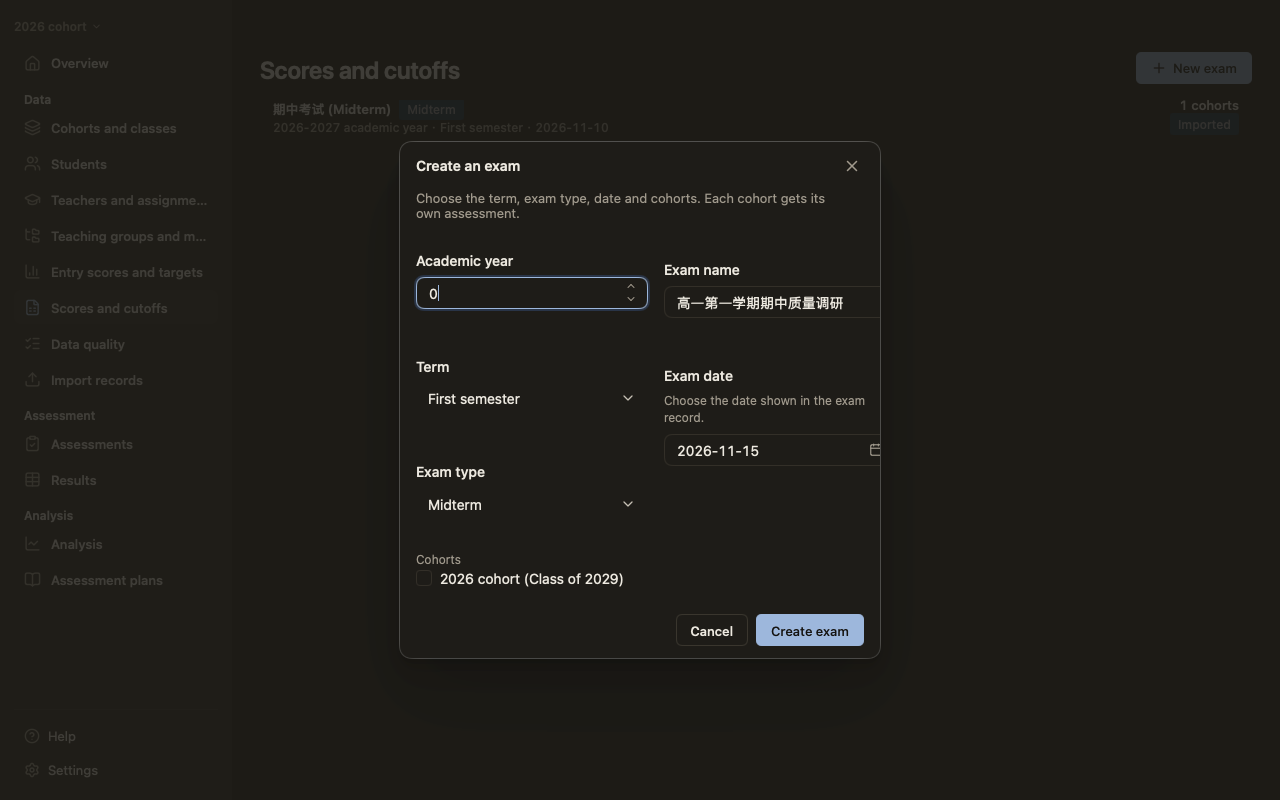 2026 cohort
Overview
Data
Cohorts and classes
Students
Teachers and assignme...
Teaching groups and m...
Entry scores and targets
Scores and cutoffs
Data quality
Import records
Assessment
Assessments
Results
Analysis
Analysis
Assessment plans
Help
Settings
Scores and cutoffs
New exam
期中考试 (Midterm)
Midterm
2026-2027 academic year · First semester · 2026-11-10
1 cohorts
Imported
Create an exam
Choose the term, exam type, date and cohorts. Each cohort gets its
own assessment.
Academic year
0
Exam name
高一第一学期期中质量调研
Term
First semester
Exam date
Choose the date shown in the exam
record.
2026-11-15
Exam type
Midterm
Cohorts
2026 cohort (Class of 2029)
Cancel
Create exam